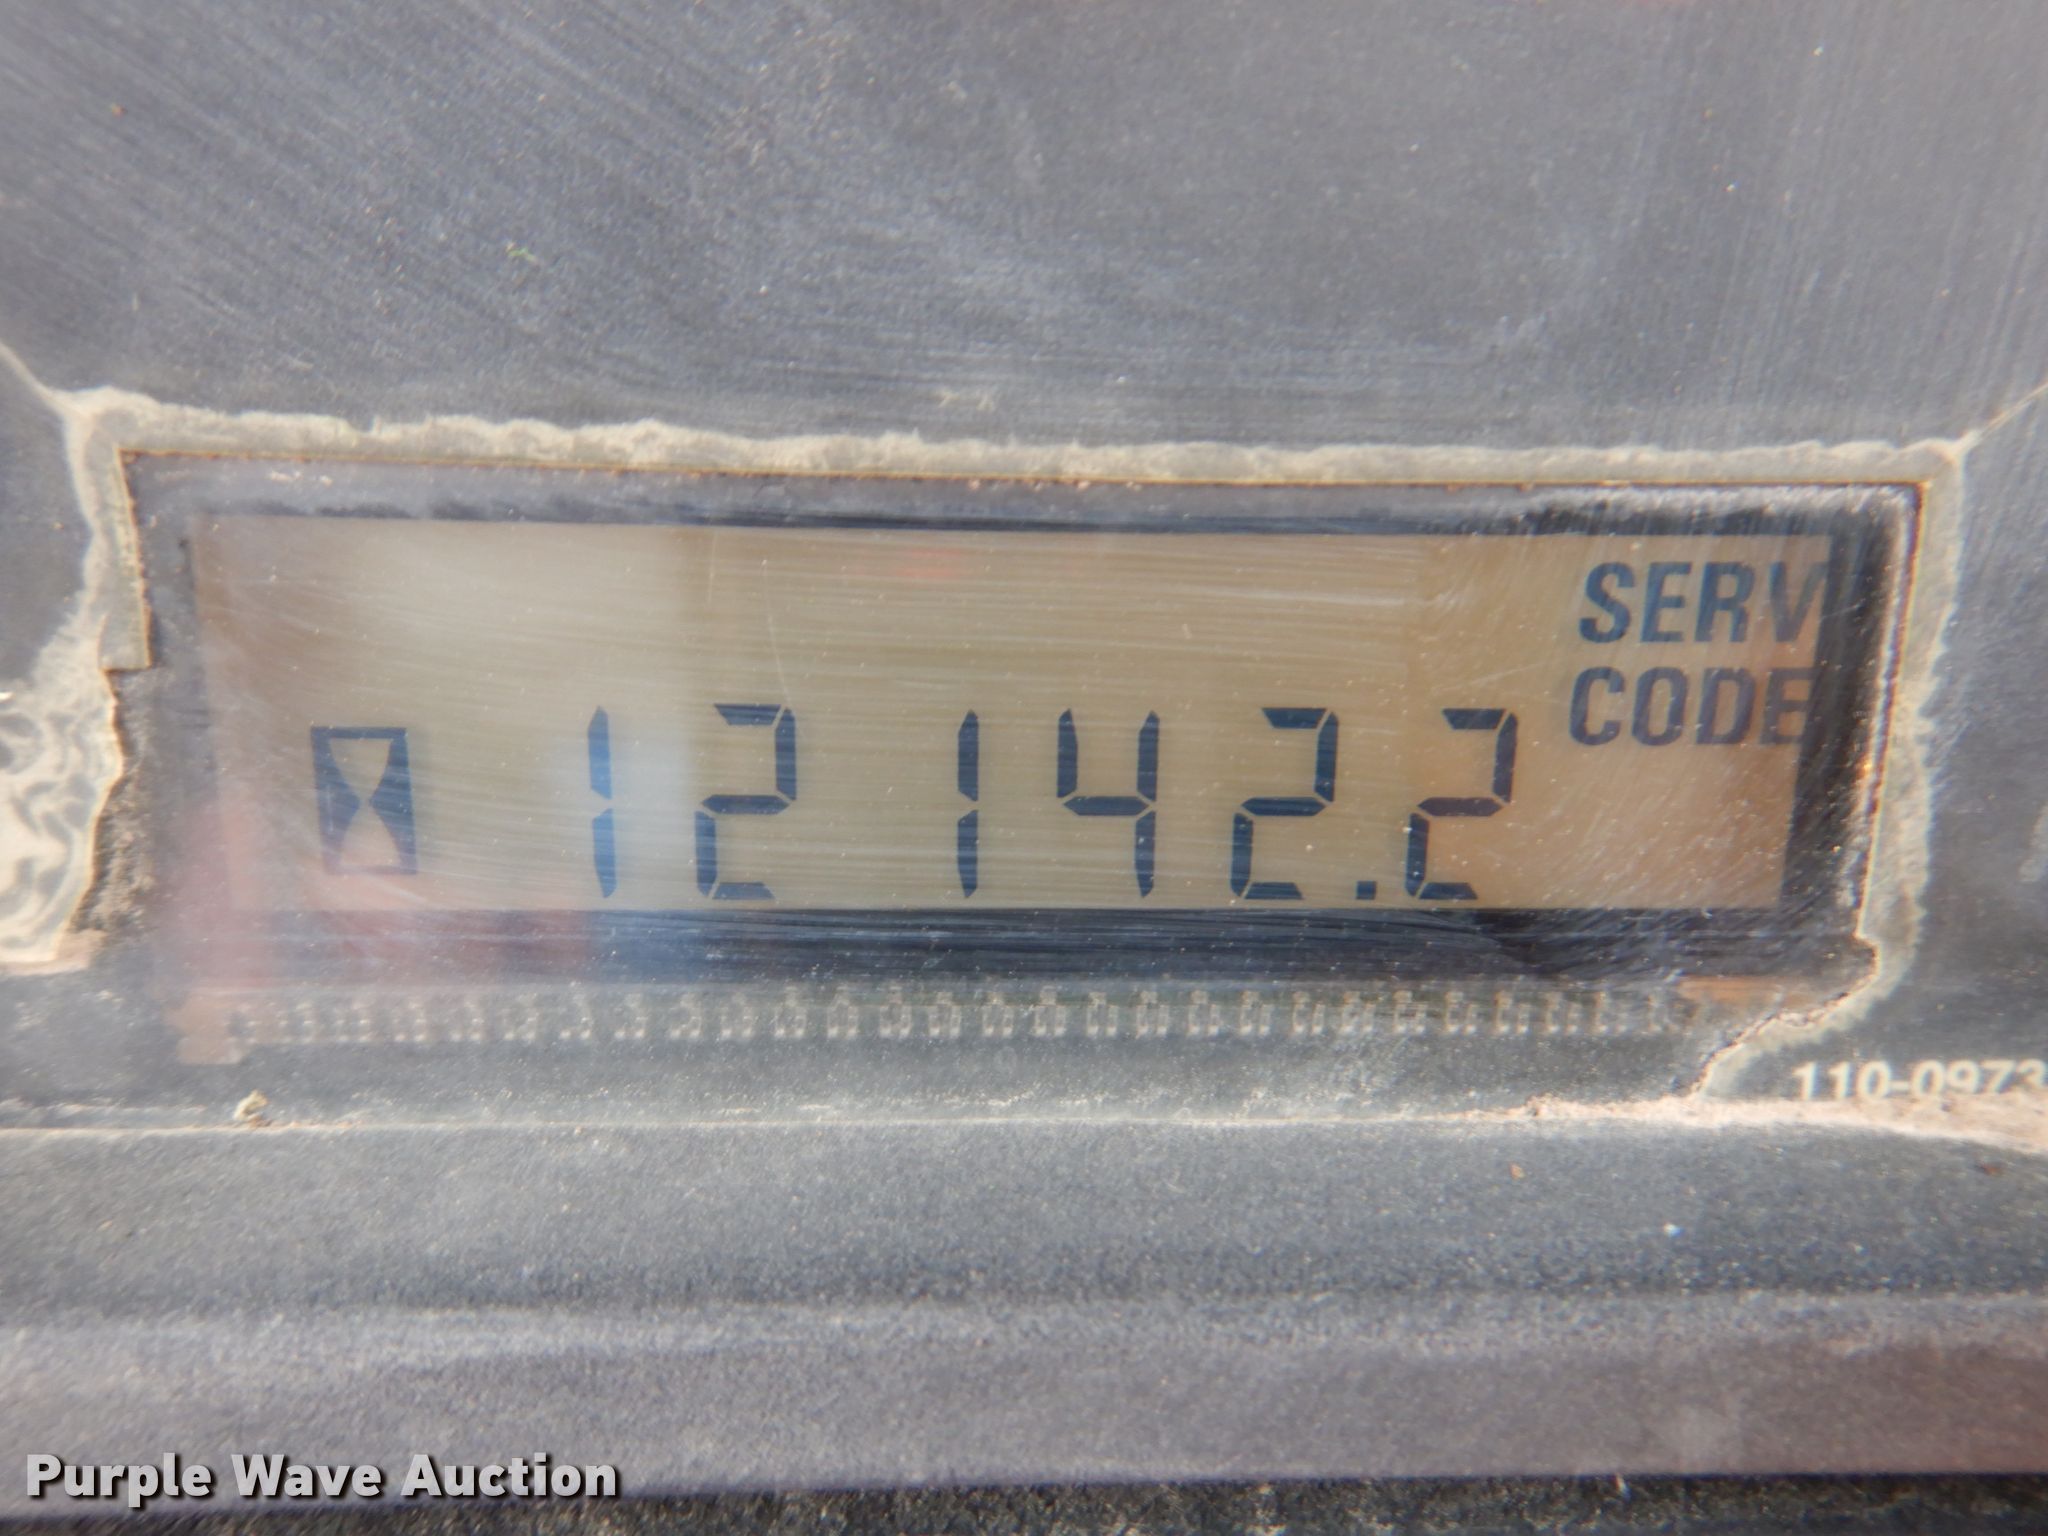 SERV
CODE
12142.2
110-0973
Purple Wave Auction